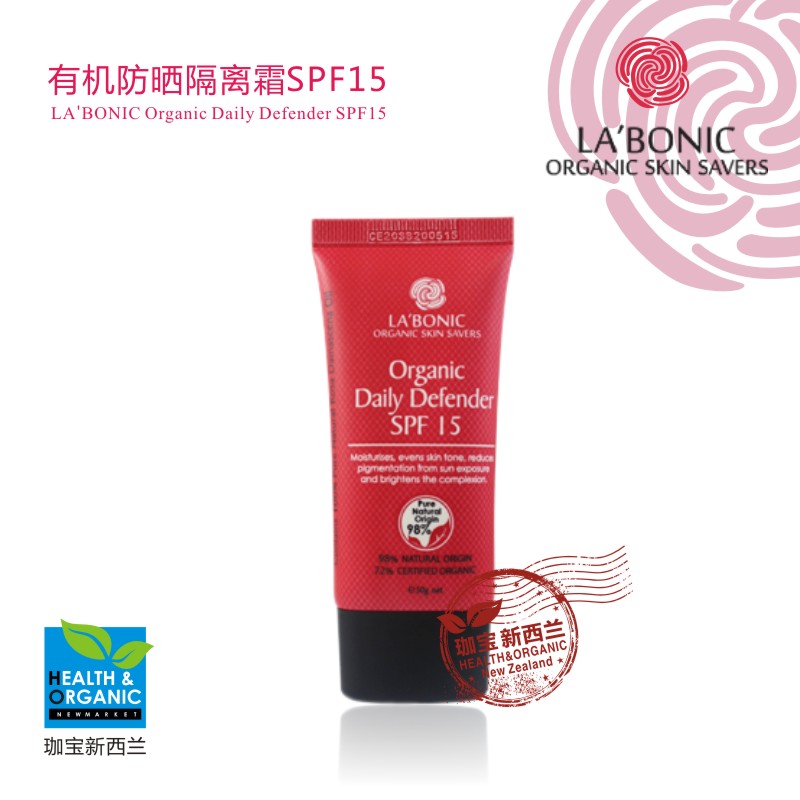 有机防晒隔离霜SPF15
LA'BONIC Organic Daily Defender SPF15
LA'BONIC
ORGANIC SKIN SAVERS
CE203B200515
LA'BONIC
ORGANIC SKIN SAVERS
Organic
Daily Defender
SPF 15
Moisturises, evens skin tone, reduces
pigmentation from sun exposure
and brightens the complexion.
Pure
Natural
Origin
98%
98% NATURAL ORIGIN
72% CERTIFIED ORGANIC
珈宝新西兰
HEALTH&ORGANIC
New Zealand
HEALTH &
ORGANIC
NEWMARKET
珈宝新西兰